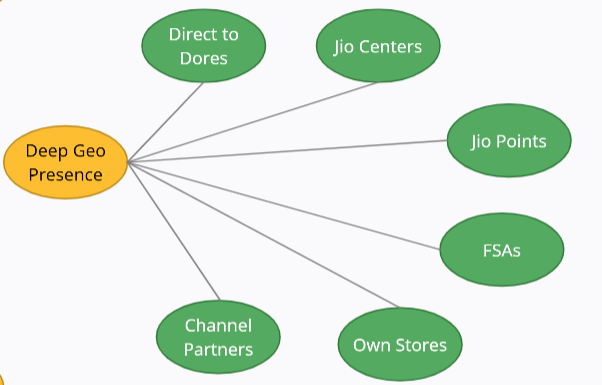 Direct to
Dores
Jio Centers
Deep Geo
Presence
Jio Points
FSAs
Channel
Partners
Own Stores